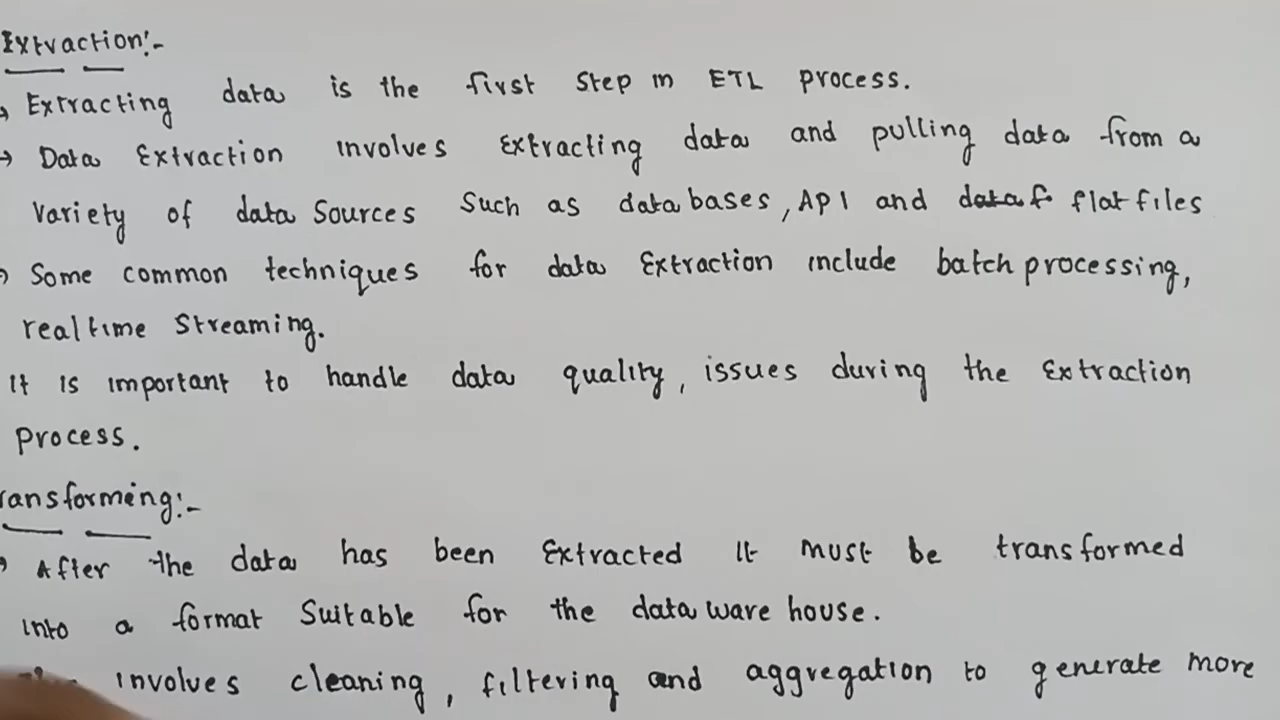 Extraction:-
→ Extracting data is the first step in ETL process.
→ Data Extraction involves extracting data and pulling data from a
variety of data sources such as databases, API and data f flat files
→ Some common techniques for data Extraction include batch processing,
real time streaming.
It is important to handle data quality, issues during the extraction
process.
ransforming:-
→ After the data has been Extracted it must be transformed
into a format suitable for the data ware house.
involves cleaning, filtering and aggregation to generate more